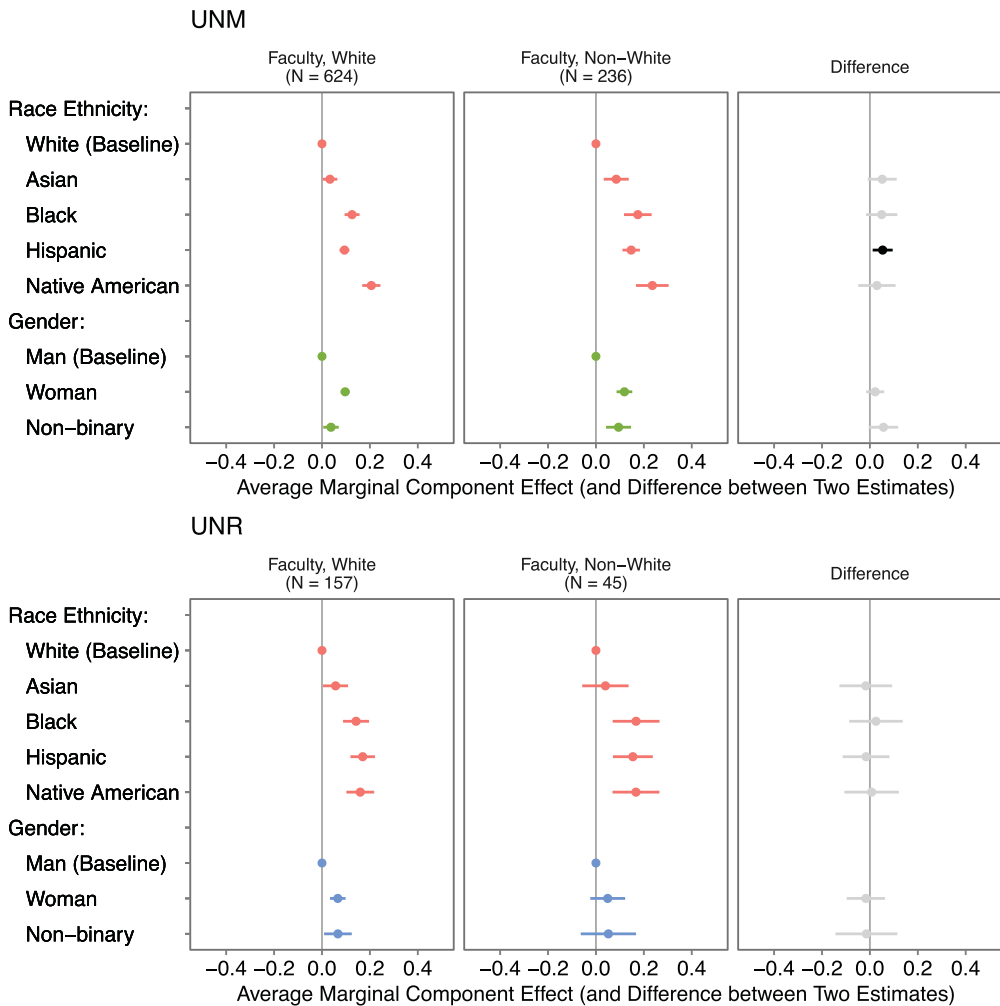 UNM
Faculty, White
(N = 624)
Faculty, Non−White
(N = 236)
Difference
Race Ethnicity:
White (Baseline)
Asian
Black
Hispanic
Native American
Gender:
Man (Baseline)
Woman
Non−binary
−0.4 −0.2 0.0 0.2 0.4 −0.4 −0.2 0.0 0.2 0.4 −0.4 −0.2 0.0 0.2 0.4
Average Marginal Component Effect (and Difference between Two Estimates)
UNR
Faculty, White
(N = 157)
Faculty, Non−White
(N = 45)
Difference
Race Ethnicity:
White (Baseline)
Asian
Black
Hispanic
Native American
Gender:
Man (Baseline)
Woman
Non−binary
−0.4 −0.2 0.0 0.2 0.4 −0.4 −0.2 0.0 0.2 0.4 −0.4 −0.2 0.0 0.2 0.4
Average Marginal Component Effect (and Difference between Two Estimates)